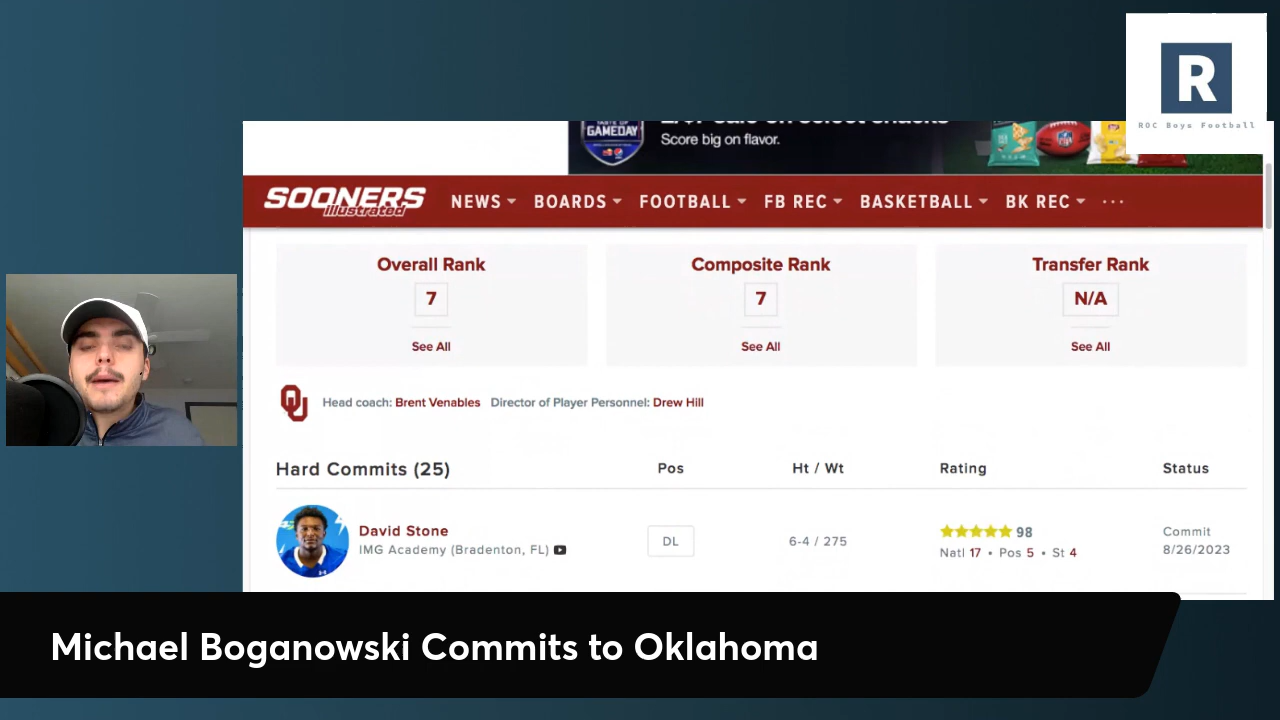 R
ROC Boys Football
GAMEDAY
Score big on flavor.
SOONERS
Illustrated
NEWS
BOARDS
FOOTBALL
FB REC
BASKETBALL
BK REC
...
Overall Rank
7
See All
Composite Rank
7
See All
Transfer Rank
N/A
See All
OU
Head coach: Brent Venables Director of Player Personnel: Drew Hill
Hard Commits (25) Pos Ht / Wt Rating Status
David Stone
IMG Academy (Bradenton, FL)
DL
6-4 / 275
98
Natl 17 • Pos 5 • St 4
Commit
8/26/2023
Michael Boganowski Commits to Oklahoma